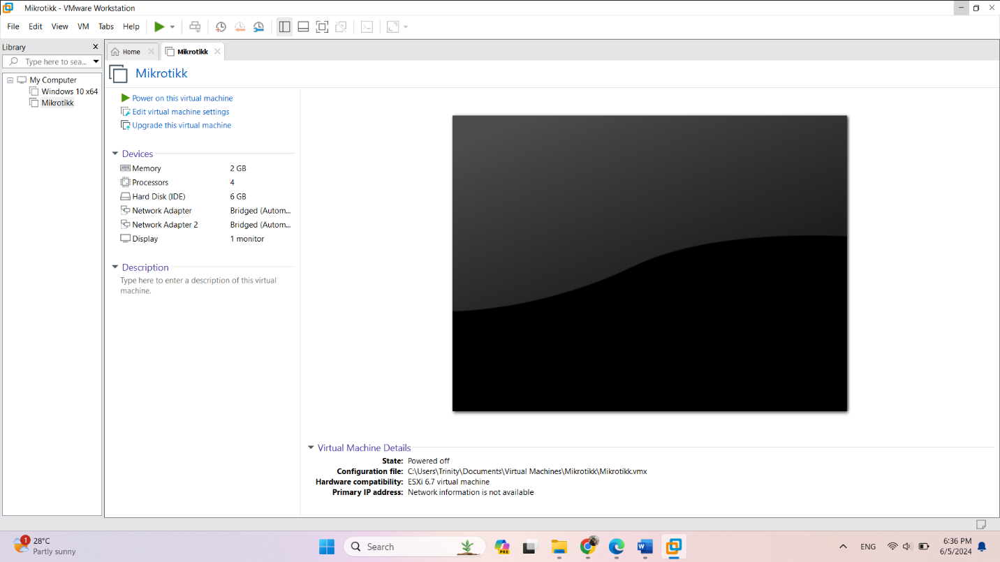 Mikrotikk - VMware Workstation
File Edit View VM Tabs Help
Library
Type here to sea...
My Computer
Windows 10 x64
Mikrotikk
Home
Mikrotikk
Mikrotikk
Power on this virtual machine
Edit virtual machine settings
Upgrade this virtual machine
Devices
Memory 2 GB
Processors 4
Hard Disk (IDE) 6 GB
Network Adapter Bridged (Autom...
Network Adapter 2 Bridged (Autom...
Display 1 monitor
Description
Type here to enter a description of this virtual
machine.
Virtual Machine Details
State: Powered off
Configuration file: C:\Users\Trinity\Documents\Virtual Machines\Mikrotikk\Mikrotikk.vmx
Hardware compatibility: ESXi 6.7 virtual machine
Primary IP address: Network information is not available
1
28°C
Partly sunny
Search
PRE
ENG
6:36 PM
6/5/2024